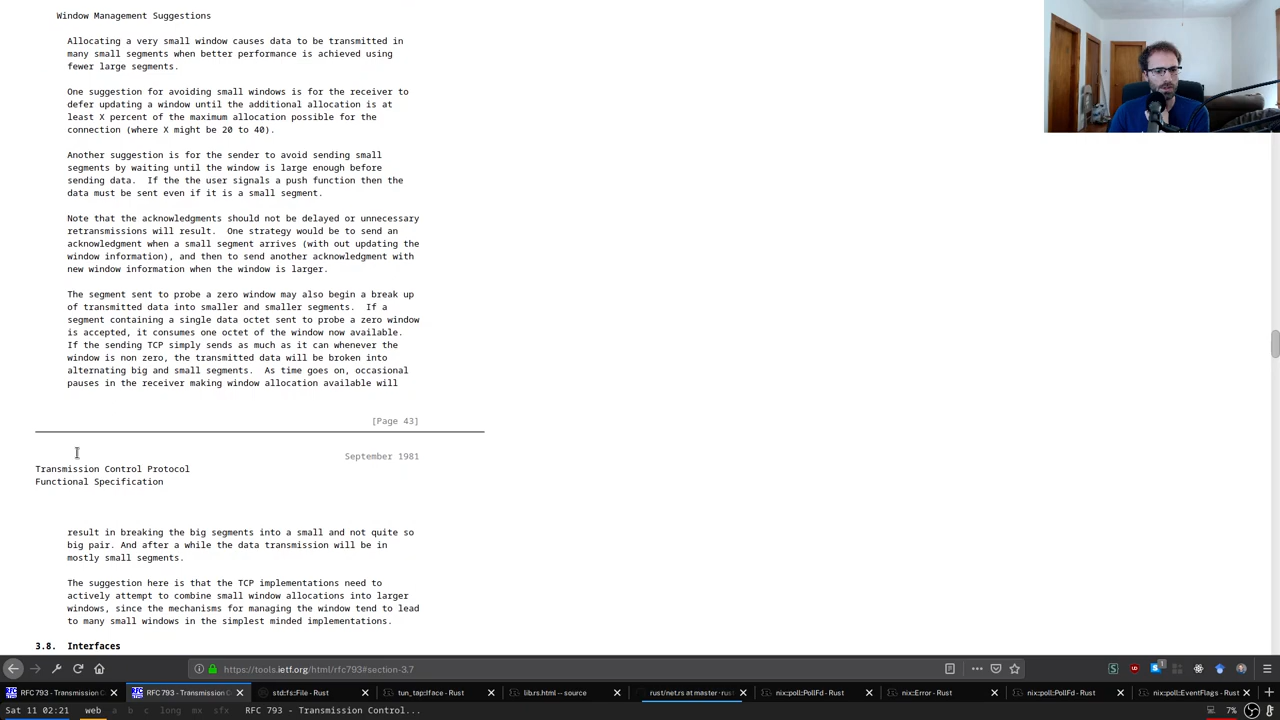 Window Management Suggestions
Allocating a very small window causes data to be transmitted in
many small segments when better performance is achieved using
fewer large segments.
One suggestion for avoiding small windows is for the receiver to
defer updating a window until the additional allocation is at
least X percent of the maximum allocation possible for the
connection (where X might be 20 to 40).
Another suggestion is for the sender to avoid sending small
segments by waiting until the window is large enough before
sending data.  If the the user signals a push function then the
data must be sent even if it is a small segment.
Note that the acknowledgments should not be delayed or unnecessary
retransmissions will result.  One strategy would be to send an
acknowledgment when a small segment arrives (with out updating the
window information), and then to send another acknowledgment with
new window information when the window is larger.
The segment sent to probe a zero window may also begin a break up
of transmitted data into smaller and smaller segments.  If a
segment containing a single data octet sent to probe a zero window
is accepted, it consumes one octet of the window now available.
If the sending TCP simply sends as much as it can whenever the
window is non zero, the transmitted data will be broken into
alternating big and small segments.  As time goes on, occasional
pauses in the receiver making window allocation available will
[Page 43]
September 1981
Transmission Control Protocol
Functional Specification
result in breaking the big segments into a small and not quite so
big pair. And after a while the data transmission will be in
mostly small segments.
The suggestion here is that the TCP implementations need to
actively attempt to combine small window allocations into larger
windows, since the mechanisms for managing the window tend to lead
to many small windows in the simplest minded implementations.
3.8.  Interfaces
https://tools.ietf.org/html/rfc793#section-3.7
RFC 793 - Transmission C
RFC 793 - Transmission C
std::fs::File - Rust
tun_tap::Iface - Rust
lib.rs.html -- source
rust/net.rs at master · rus
nix::poll::PollFd - Rust
nix::Error - Rust
nix::poll::PollFd - Rust
nix::poll::EventFlags - Rust
Sat 11 02:21 web a b c long mx sfx RFC 793 - Transmission Control... 7%